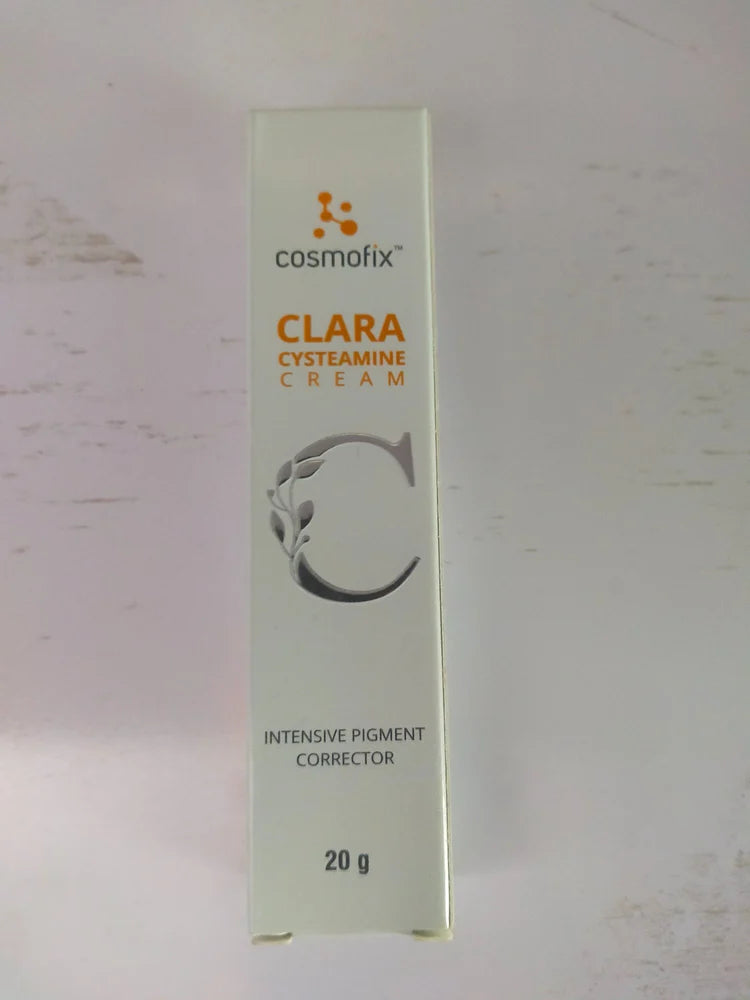 cosmofix™
CLARA
CYSTEAMINE
CREAM
C
INTENSIVE PIGMENT
CORRECTOR
20 g